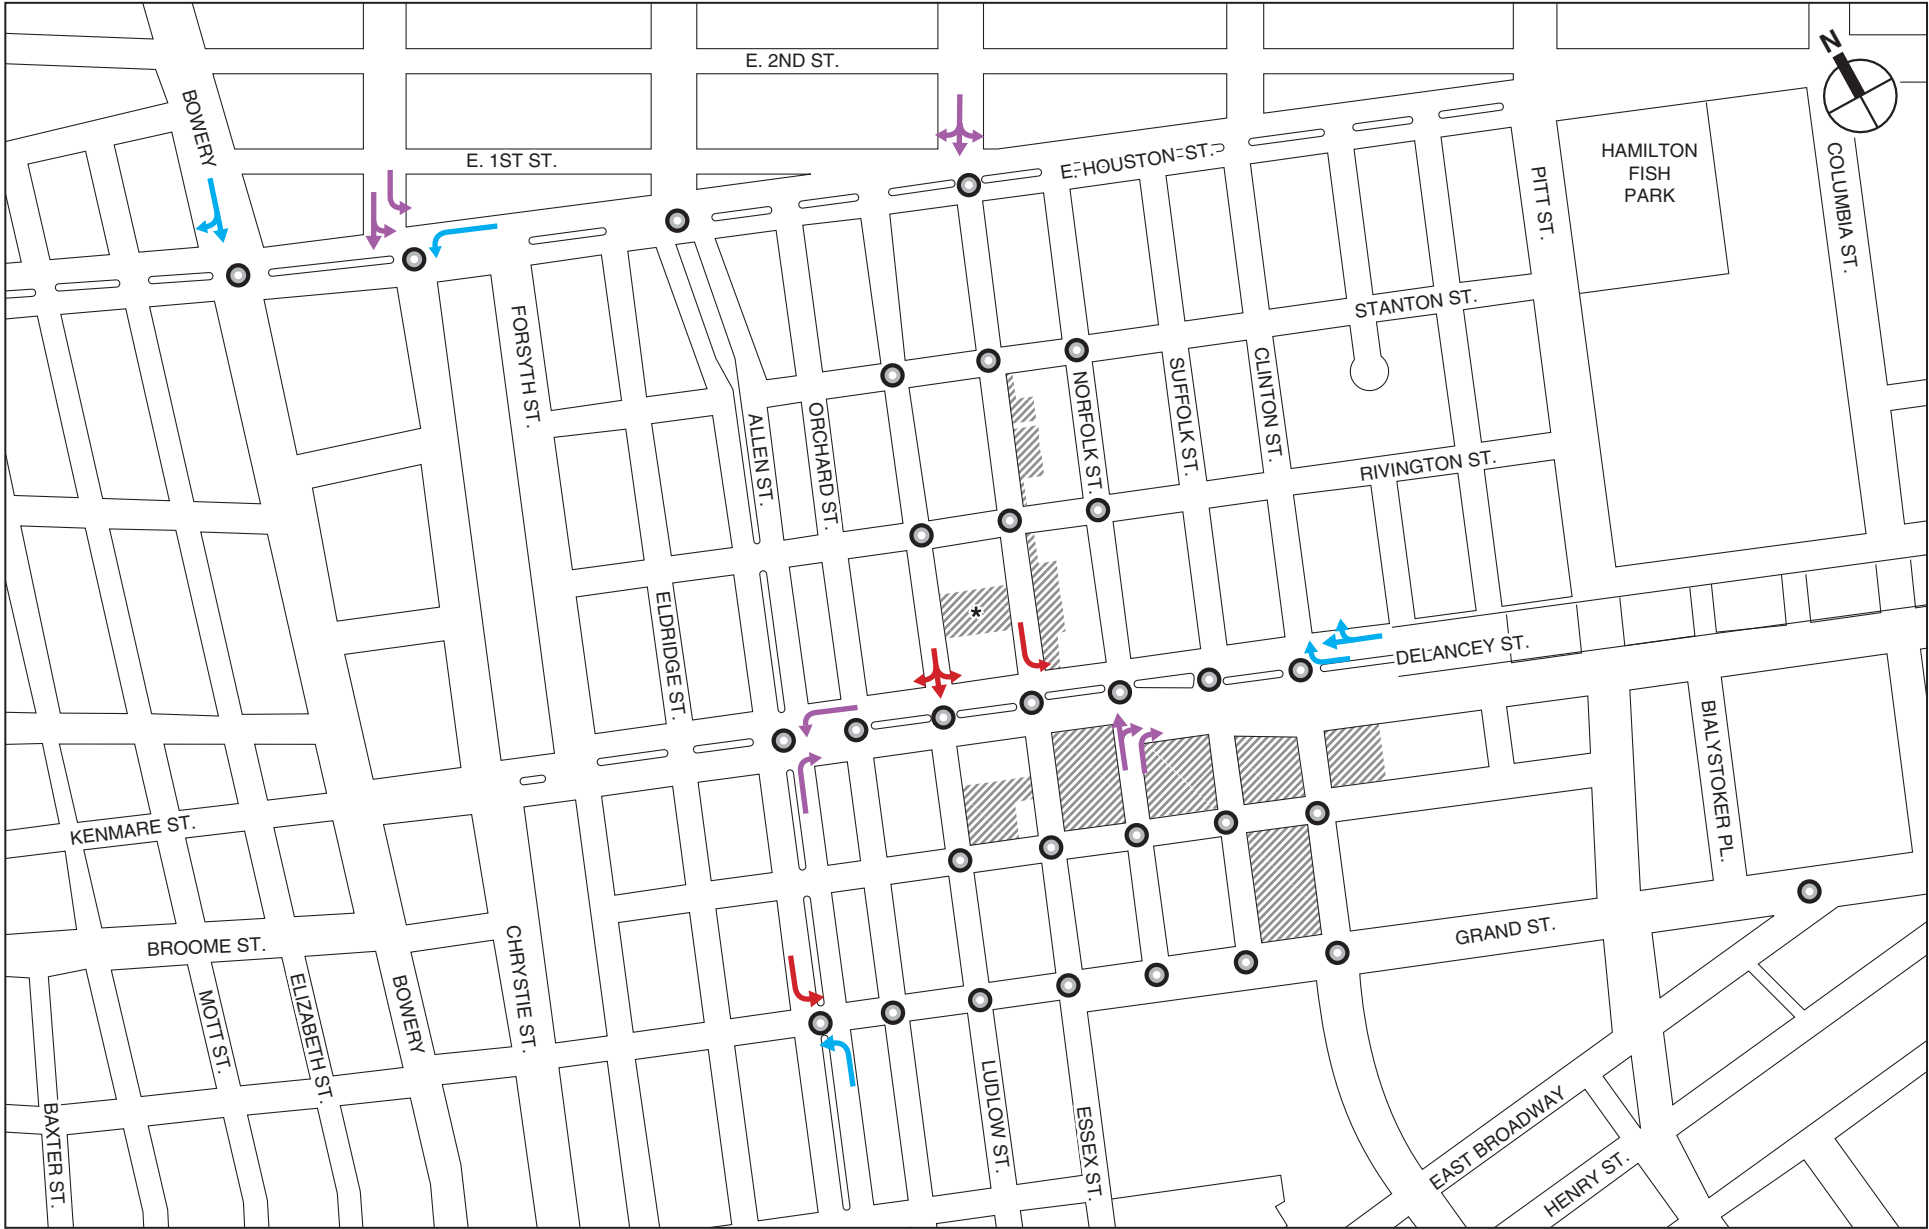 N
E. 2ND ST.
BOWERY
E. 1ST ST.
E. HOUSTON ST.
HAMILTON
FISH
PARK
COLUMBIA ST.
PITT ST.
STANTON ST.
FORSYTH ST.
NORFOLK ST.
SUFFOLK ST.
CLINTON ST.
ALLEN ST.
ORCHARD ST.
RIVINGTON ST.
ELDRIDGE ST.
*
DELANCEY ST.
BIALYSTOKER PL.
KENMARE ST.
BROOME ST.
CHRYSTIE ST.
GRAND ST.
MOTT ST.
ELIZABETH ST.
BOWERY
LUDLOW ST.
ESSEX ST.
BAXTER ST.
EAST BROADWAY
HENRY ST.